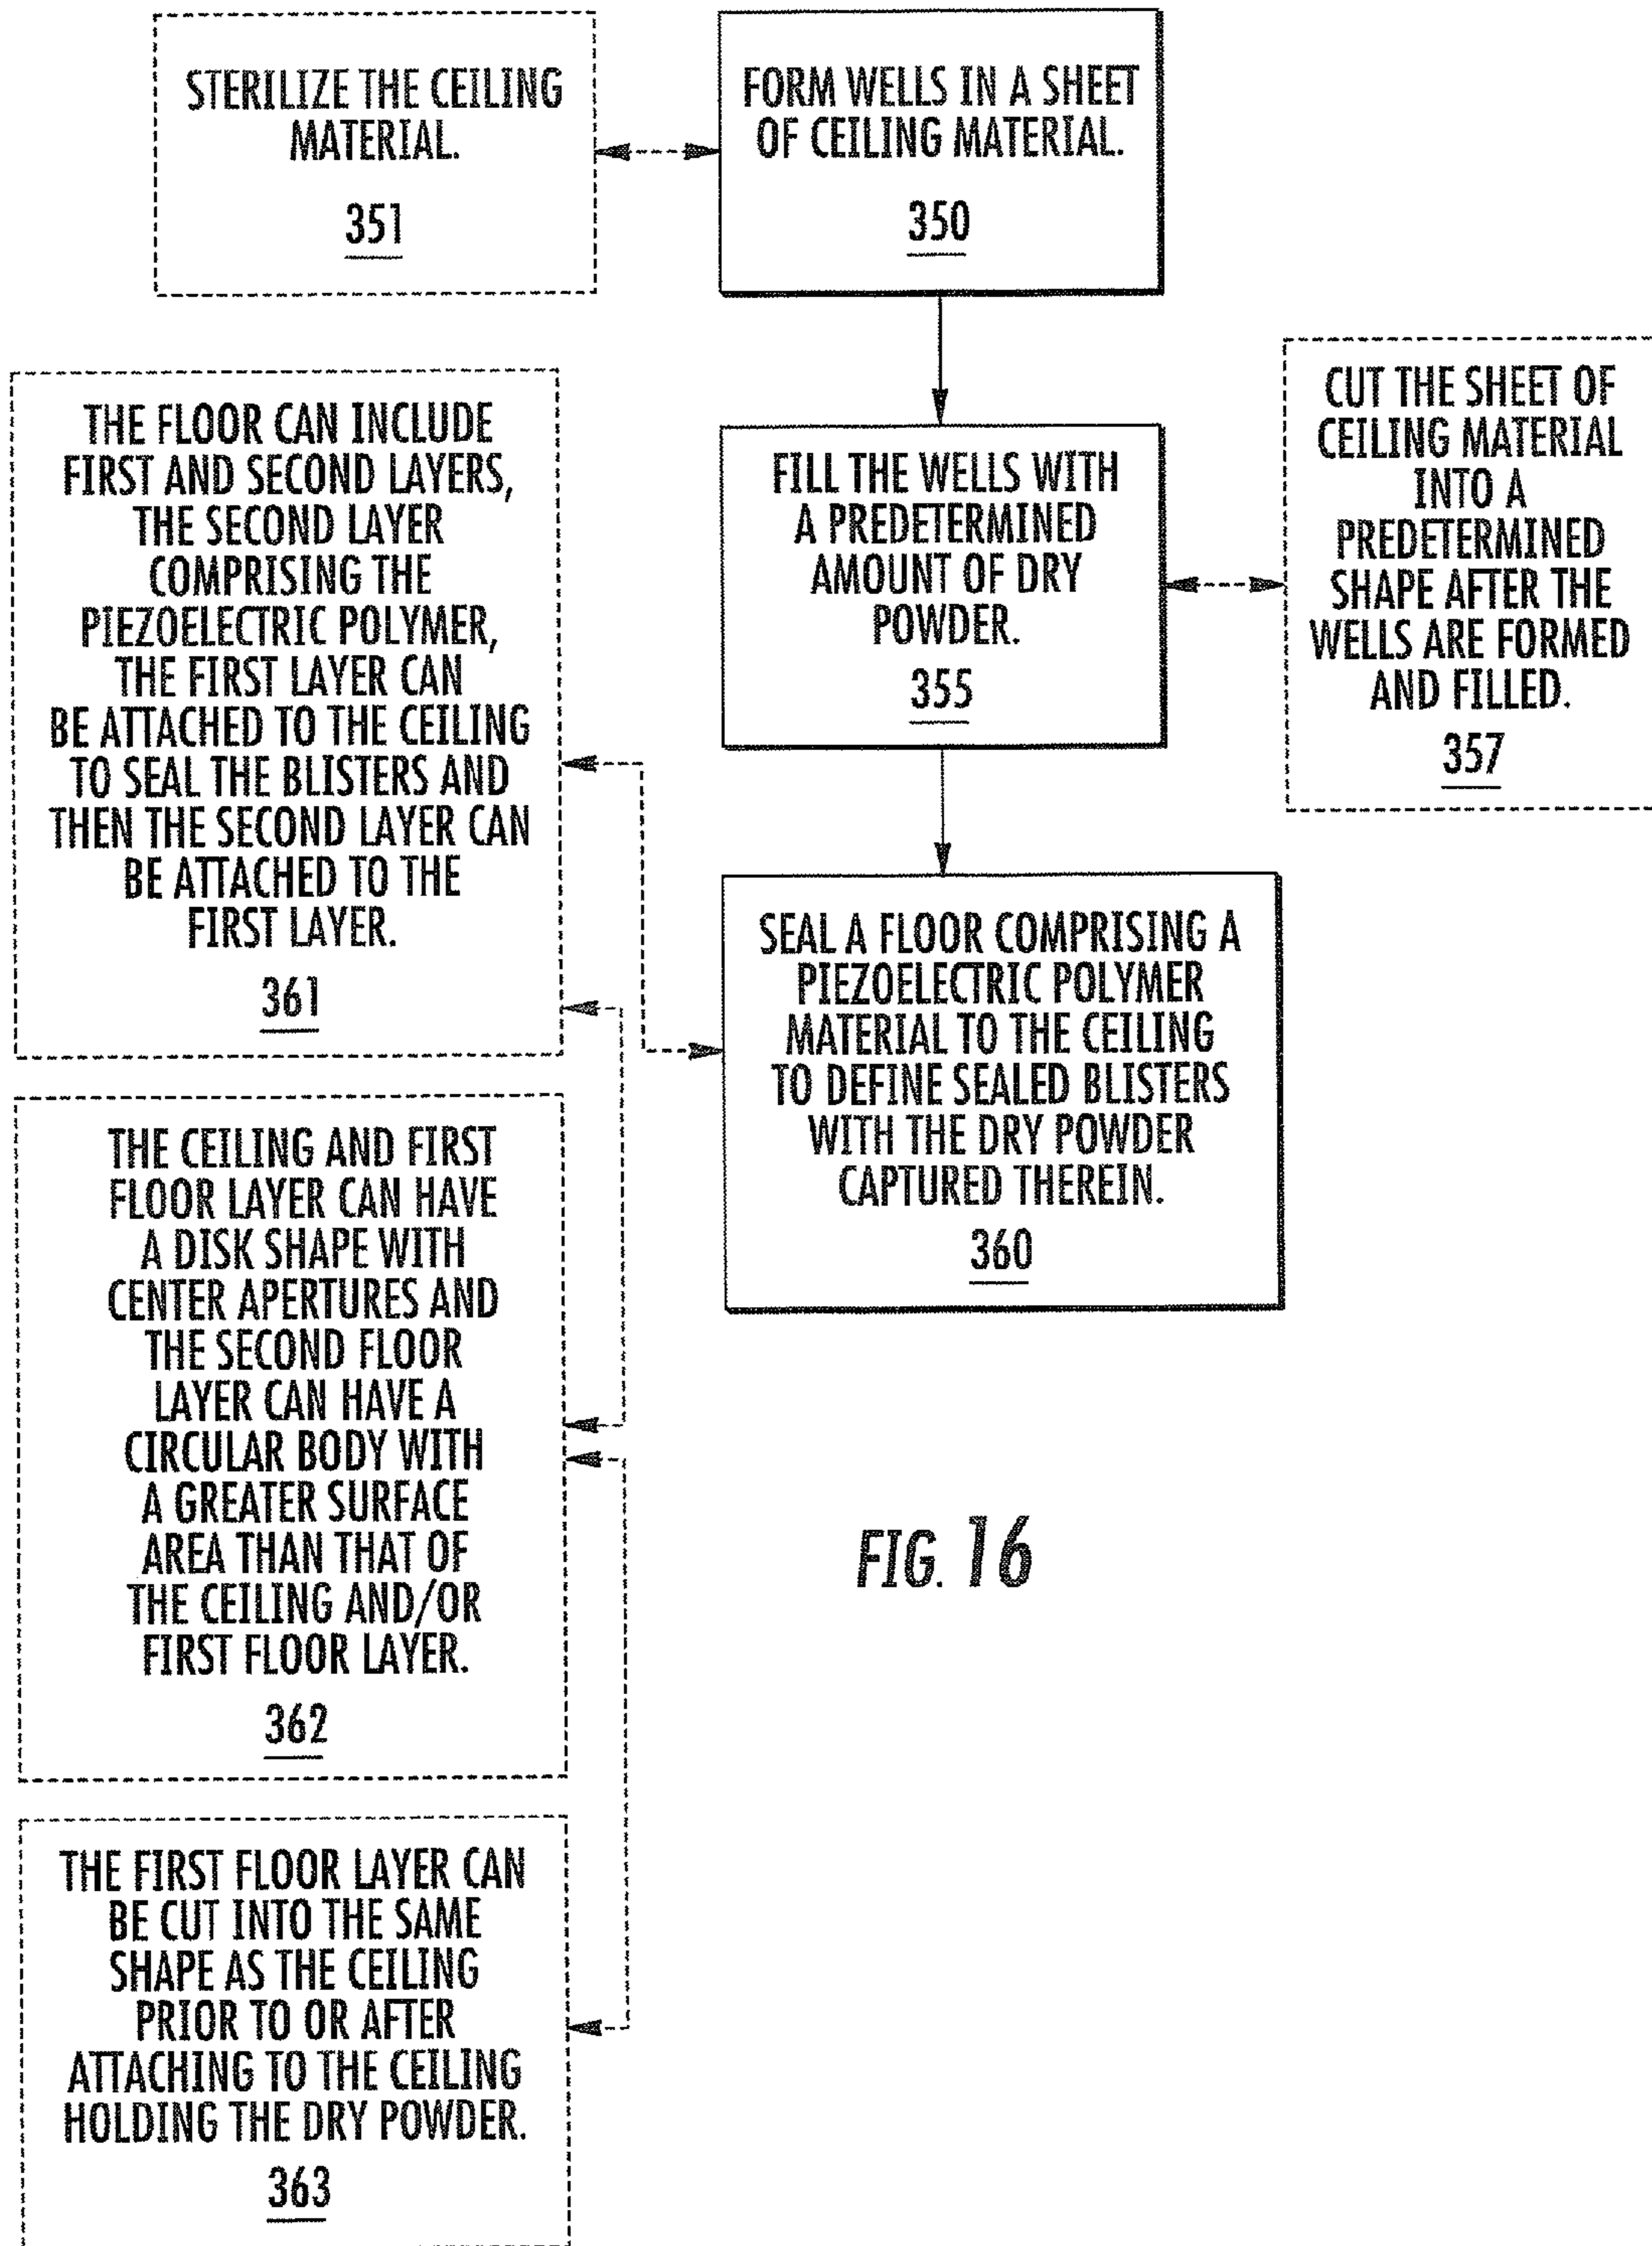 STERILIZE THE CEILING
MATERIAL.
351
FORM WELLS IN A SHEET
OF CEILING MATERIAL.
350
THE FLOOR CAN INCLUDE
FIRST AND SECOND LAYERS,
THE SECOND LAYER
COMPRISING THE
PIEZOELECTRIC POLYMER,
THE FIRST LAYER CAN
BE ATTACHED TO THE CEILING
TO SEAL THE BLISTERS AND
THEN THE SECOND LAYER CAN
BE ATTACHED TO THE
FIRST LAYER.
361
FILL THE WELLS WITH
A PREDETERMINED
AMOUNT OF DRY
POWDER.
355
CUT THE SHEET OF
CEILING MATERIAL
INTO A
PREDETERMINED
SHAPE AFTER THE
WELLS ARE FORMED
AND FILLED.
357
SEAL A FLOOR COMPRISING A
PIEZOELECTRIC POLYMER
MATERIAL TO THE CEILING
TO DEFINE SEALED BLISTERS
WITH THE DRY POWDER
CAPTURED THEREIN.
360
THE CEILING AND FIRST
FLOOR LAYER CAN HAVE
A DISK SHAPE WITH
CENTER APERTURES AND
THE SECOND FLOOR
LAYER CAN HAVE A
CIRCULAR BODY WITH
A GREATER SURFACE
AREA THAN THAT OF
THE CEILING AND/OR
FIRST FLOOR LAYER.
362
THE FIRST FLOOR LAYER CAN
BE CUT INTO THE SAME
SHAPE AS THE CEILING
PRIOR TO OR AFTER
ATTACHING TO THE CEILING
HOLDING THE DRY POWDER.
363
FIG. 16